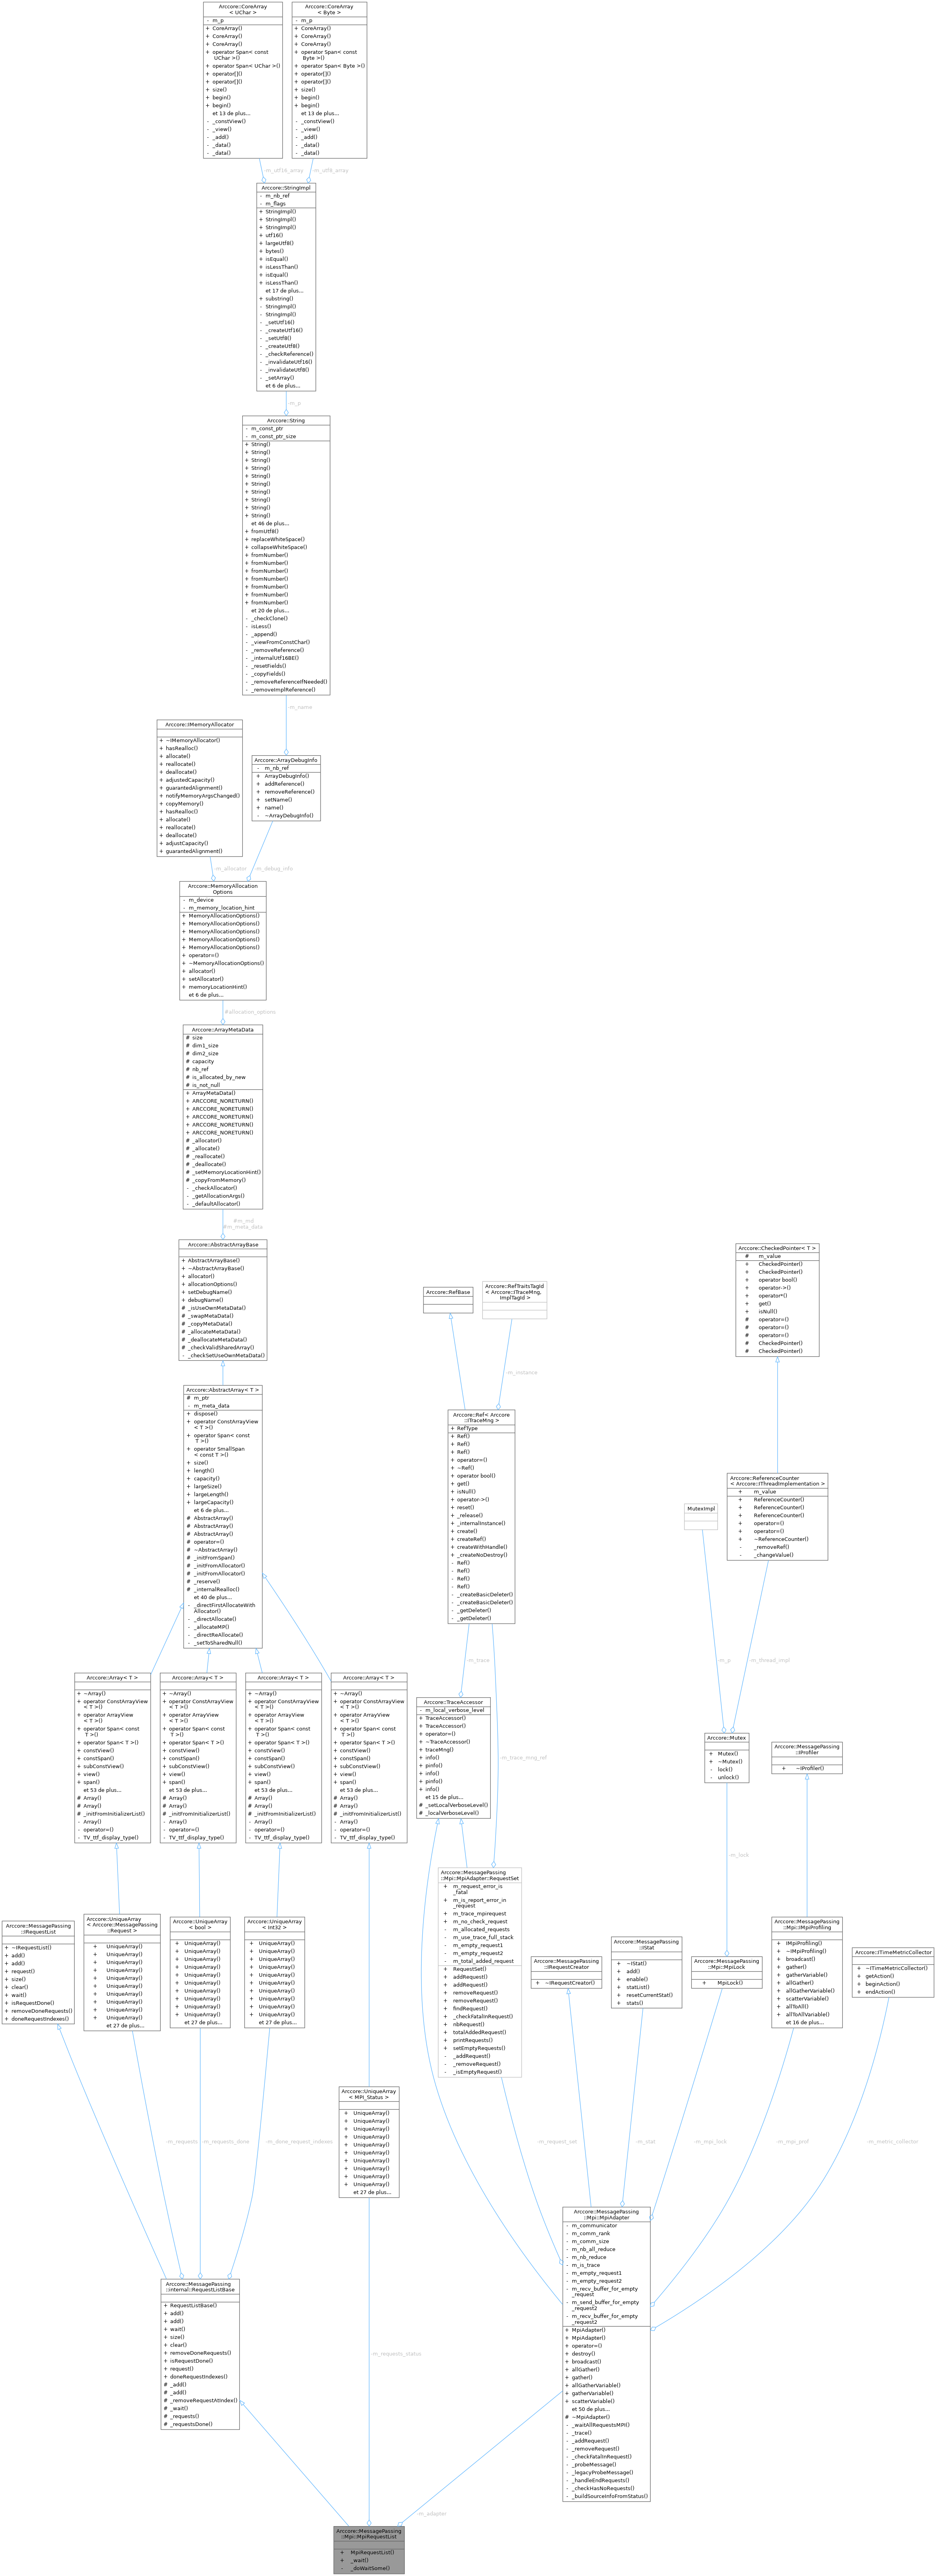 Arccore::CoreArray
< UChar >
- m_p
+ CoreArray()
+ CoreArray()
+ CoreArray()
+ operator Span< const
UChar >()
+ operator Span< UChar >()
+ operator[]()
+ operator[]()
+ size()
+ begin()
+ begin()
et 13 de plus...
- _constView()
- _view()
- _add()
- _data()
- _data()
Arccore::CoreArray
< Byte >
- m_p
+ CoreArray()
+ CoreArray()
+ CoreArray()
+ operator Span< const
Byte >()
+ operator Span< Byte >()
+ operator[]()
+ operator[]()
+ size()
+ begin()
+ begin()
et 13 de plus...
- _constView()
- _view()
- _add()
- _data()
- _data()
-m_utf16_array
-m_utf8_array
Arccore::StringImpl
- m_nb_ref
- m_flags
+ StringImpl()
+ StringImpl()
+ StringImpl()
+ utf16()
+ largeUtf8()
+ bytes()
+ isEqual()
+ isLessThan()
+ isEqual()
+ isLessThan()
et 17 de plus...
+ substring()
- StringImpl()
- StringImpl()
- _setUtf16()
- _createUtf16()
- _setUtf8()
- _createUtf8()
- _checkReference()
- _invalidateUtf16()
- _invalidateUtf8()
- _setArray()
et 6 de plus...
-m_p
Arccore::String
- m_const_ptr
- m_const_ptr_size
+ String()
+ String()
+ String()
+ String()
+ String()
+ String()
+ String()
+ String()
+ String()
+ String()
et 46 de plus...
+ fromUtf8()
+ replaceWhiteSpace()
+ collapseWhiteSpace()
+ fromNumber()
+ fromNumber()
+ fromNumber()
+ fromNumber()
+ fromNumber()
+ fromNumber()
+ fromNumber()
et 20 de plus...
- _checkClone()
- isLess()
- _append()
- _viewFromConstChar()
- _removeReference()
- _internalUtf16BE()
- _resetFields()
- _copyFields()
- _removeReferenceIfNeeded()
- _removeImplReference()
-m_name
Arccore::IMemoryAllocator
+ ~IMemoryAllocator()
+ hasRealloc()
+ allocate()
+ reallocate()
+ deallocate()
+ adjustedCapacity()
+ guarantedAlignment()
+ notifyMemoryArgsChanged()
+ copyMemory()
+ hasRealloc()
+ allocate()
+ reallocate()
+ deallocate()
+ adjustCapacity()
+ guarantedAlignment()
Arccore::ArrayDebugInfo
- m_nb_ref
+ ArrayDebugInfo()
+ addReference()
+ removeReference()
+ setName()
+ name()
- ~ArrayDebugInfo()
-m_allocator
-m_debug_info
Arccore::MemoryAllocation
Options
- m_device
- m_memory_location_hint
+ MemoryAllocationOptions()
+ MemoryAllocationOptions()
+ MemoryAllocationOptions()
+ MemoryAllocationOptions()
+ MemoryAllocationOptions()
+ operator=()
+ ~MemoryAllocationOptions()
+ allocator()
+ setAllocator()
+ memoryLocationHint()
et 6 de plus...
#allocation_options
Arccore::ArrayMetaData
# size
# dim1_size
# dim2_size
# capacity
# nb_ref
# is_allocated_by_new
# is_not_null
+ ArrayMetaData()
+ ARCCORE_NORETURN()
+ ARCCORE_NORETURN()
+ ARCCORE_NORETURN()
+ ARCCORE_NORETURN()
+ ARCCORE_NORETURN()
# _allocator()
# _allocate()
# _reallocate()
# _deallocate()
# _setMemoryLocationHint()
# _copyFromMemory()
- _checkAllocator()
- _getAllocationArgs()
- _defaultAllocator()
#m_md
#m_meta_data
Arccore::AbstractArrayBase
+ AbstractArrayBase()
+ ~AbstractArrayBase()
+ allocator()
+ allocationOptions()
+ setDebugName()
+ debugName()
# _isUseOwnMetaData()
# _swapMetaData()
# _copyMetaData()
# _allocateMetaData()
# _deallocateMetaData()
# _checkValidSharedArray()
- _checkSetUseOwnMetaData()
Arccore::AbstractArray< T >
# m_ptr
- m_meta_data
+ dispose()
+ operator ConstArrayView
< T >()
+ operator Span< const
T >()
+ operator SmallSpan
< const T >()
+ size()
+ length()
+ capacity()
+ largeSize()
+ largeLength()
+ largeCapacity()
et 6 de plus...
# AbstractArray()
# AbstractArray()
# AbstractArray()
# operator=()
# ~AbstractArray()
# _initFromSpan()
# _initFromAllocator()
# _initFromAllocator()
# _reserve()
# _internalRealloc()
et 40 de plus...
- _directFirstAllocateWith
Allocator()
- _directAllocate()
- _allocateMP()
- _directReAllocate()
- _setToSharedNull()
Arccore::RefBase
Arccore::RefTraitsTagId
< Arccore::ITraceMng,
ImplTagId >
-m_instance
Arccore::Ref< Arccore
::ITraceMng >
+ RefType
+ Ref()
+ Ref()
+ Ref()
+ operator=()
+ ~Ref()
+ operator bool()
+ get()
+ isNull()
+ operator->()
+ reset()
+ _release()
+ _internalInstance()
+ create()
+ createRef()
+ createWithHandle()
+ _createNoDestroy()
- Ref()
- Ref()
- Ref()
- Ref()
- _createBasicDeleter()
- _createBasicDeleter()
- _getDeleter()
- _getDeleter()
Arccore::CheckedPointer< T >
# m_value
+ CheckedPointer()
+ CheckedPointer()
+ operator bool()
+ operator->()
+ operator*()
+ get()
+ isNull()
# operator=()
# operator=()
# operator=()
# CheckedPointer()
# CheckedPointer()
MutexImpl
Arccore::ReferenceCounter
< Arccore::IThreadImplementation >
+ m_value
+ ReferenceCounter()
+ ReferenceCounter()
+ ReferenceCounter()
+ operator=()
+ operator=()
+ ~ReferenceCounter()
- _removeRef()
- _changeValue()
-m_p
-m_thread_impl
Arccore::Array< T >
+ ~Array()
+ operator ConstArrayView
< T >()
+ operator ArrayView
< T >()
+ operator Span< const
T >()
+ operator Span< T >()
+ constView()
+ constSpan()
+ subConstView()
+ view()
+ span()
et 53 de plus...
# Array()
# Array()
# _initFromInitializerList()
- Array()
- operator=()
- TV_ttf_display_type()
Arccore::Array< T >
+ ~Array()
+ operator ConstArrayView
< T >()
+ operator ArrayView
< T >()
+ operator Span< const
T >()
+ operator Span< T >()
+ constView()
+ constSpan()
+ subConstView()
+ view()
+ span()
et 53 de plus...
# Array()
# Array()
# _initFromInitializerList()
- Array()
- operator=()
- TV_ttf_display_type()
Arccore::Array< T >
+ ~Array()
+ operator ConstArrayView
< T >()
+ operator ArrayView
< T >()
+ operator Span< const
T >()
+ operator Span< T >()
+ constView()
+ constSpan()
+ subConstView()
+ view()
+ span()
et 53 de plus...
# Array()
# Array()
# _initFromInitializerList()
- Array()
- operator=()
- TV_ttf_display_type()
Arccore::Array< T >
+ ~Array()
+ operator ConstArrayView
< T >()
+ operator ArrayView
< T >()
+ operator Span< const
T >()
+ operator Span< T >()
+ constView()
+ constSpan()
+ subConstView()
+ view()
+ span()
et 53 de plus...
# Array()
# Array()
# _initFromInitializerList()
- Array()
- operator=()
- TV_ttf_display_type()
-m_trace
-m_trace_mng_ref
Arccore::TraceAccessor
- m_local_verbose_level
+ TraceAccessor()
+ TraceAccessor()
+ operator=()
+ ~TraceAccessor()
+ traceMng()
+ info()
+ pinfo()
+ info()
+ pinfo()
+ info()
et 15 de plus...
# _setLocalVerboseLevel()
# _localVerboseLevel()
Arccore::Mutex
+ Mutex()
+ ~Mutex()
- lock()
- unlock()
-m_lock
Arccore::MessagePassing
::IProfiler
+ ~IProfiler()
Arccore::MessagePassing
::IRequestList
+ ~IRequestList()
+ add()
+ add()
+ request()
+ size()
+ clear()
+ wait()
+ isRequestDone()
+ removeDoneRequests()
+ doneRequestIndexes()
Arccore::UniqueArray
< Arccore::MessagePassing
::Request >
+ UniqueArray()
+ UniqueArray()
+ UniqueArray()
+ UniqueArray()
+ UniqueArray()
+ UniqueArray()
+ UniqueArray()
+ UniqueArray()
+ UniqueArray()
+ UniqueArray()
et 27 de plus...
Arccore::UniqueArray
< bool >
+ UniqueArray()
+ UniqueArray()
+ UniqueArray()
+ UniqueArray()
+ UniqueArray()
+ UniqueArray()
+ UniqueArray()
+ UniqueArray()
+ UniqueArray()
+ UniqueArray()
et 27 de plus...
Arccore::UniqueArray
< Int32 >
+ UniqueArray()
+ UniqueArray()
+ UniqueArray()
+ UniqueArray()
+ UniqueArray()
+ UniqueArray()
+ UniqueArray()
+ UniqueArray()
+ UniqueArray()
+ UniqueArray()
et 27 de plus...
Arccore::MessagePassing
::Mpi::MpiAdapter::RequestSet
+ m_request_error_is
_fatal
+ m_is_report_error_in
_request
+ m_trace_mpirequest
+ m_no_check_request
- m_allocated_requests
- m_use_trace_full_stack
- m_empty_request1
- m_empty_request2
- m_total_added_request
+ RequestSet()
+ addRequest()
+ addRequest()
+ removeRequest()
+ removeRequest()
+ findRequest()
+ _checkFatalInRequest()
+ nbRequest()
+ totalAddedRequest()
+ printRequests()
+ setEmptyRequests()
- _addRequest()
- _removeRequest()
- _isEmptyRequest()
Arccore::MessagePassing
::IRequestCreator
+ ~IRequestCreator()
Arccore::MessagePassing
::IStat
+ ~IStat()
+ add()
+ enable()
+ statList()
+ resetCurrentStat()
+ stats()
Arccore::MessagePassing
::Mpi::MpiLock
+ MpiLock()
Arccore::MessagePassing
::Mpi::IMpiProfiling
+ IMpiProfiling()
+ ~IMpiProfiling()
+ broadcast()
+ gather()
+ gatherVariable()
+ allGather()
+ allGatherVariable()
+ scatterVariable()
+ allToAll()
+ allToAllVariable()
et 16 de plus...
Arccore::ITimeMetricCollector
+ ~ITimeMetricCollector()
+ getAction()
+ beginAction()
+ endAction()
Arccore::UniqueArray
< MPI_Status >
+ UniqueArray()
+ UniqueArray()
+ UniqueArray()
+ UniqueArray()
+ UniqueArray()
+ UniqueArray()
+ UniqueArray()
+ UniqueArray()
+ UniqueArray()
+ UniqueArray()
et 27 de plus...
-m_requests
-m_requests_done
-m_done_request_indexes
-m_request_set
-m_stat
-m_mpi_lock
-m_mpi_prof
-m_metric_collector
Arccore::MessagePassing
::internal::RequestListBase
+ RequestListBase()
+ add()
+ add()
+ wait()
+ size()
+ clear()
+ removeDoneRequests()
+ isRequestDone()
+ request()
+ doneRequestIndexes()
# _add()
# _add()
# _removeRequestAtIndex()
# _wait()
# _requests()
# _requestsDone()
-m_requests_status
Arccore::MessagePassing
::Mpi::MpiAdapter
- m_communicator
- m_comm_rank
- m_comm_size
- m_nb_all_reduce
- m_nb_reduce
- m_is_trace
- m_empty_request1
- m_empty_request2
- m_recv_buffer_for_empty
_request
- m_send_buffer_for_empty
_request2
- m_recv_buffer_for_empty
_request2
+ MpiAdapter()
+ MpiAdapter()
+ operator=()
+ destroy()
+ broadcast()
+ allGather()
+ gather()
+ allGatherVariable()
+ gatherVariable()
+ scatterVariable()
et 50 de plus...
# ~MpiAdapter()
- _waitAllRequestsMPI()
- _trace()
- _addRequest()
- _removeRequest()
- _checkFatalInRequest()
- _probeMessage()
- _legacyProbeMessage()
- _handleEndRequests()
- _checkHasNoRequests()
- _buildSourceInfoFromStatus()
-m_adapter
Arccore::MessagePassing
::Mpi::MpiRequestList
+ MpiRequestList()
+ _wait()
- _doWaitSome()